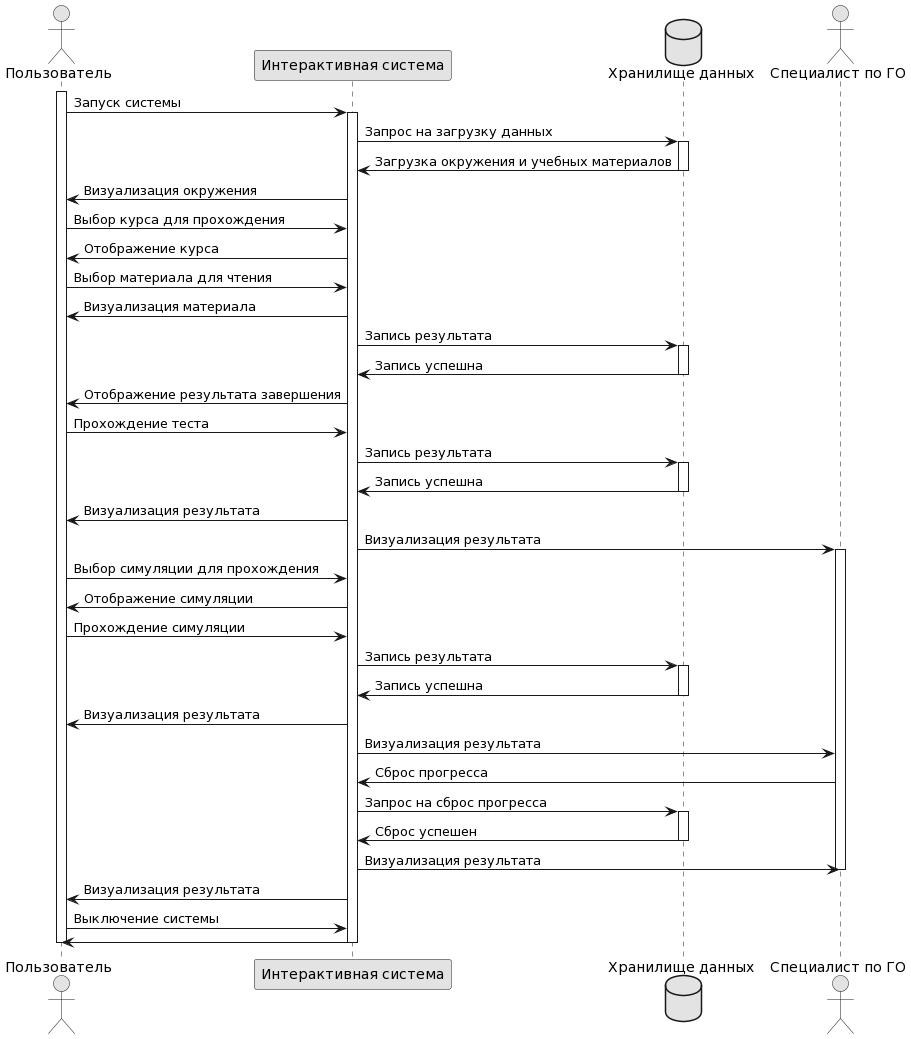 Пользователь
Интерактивная система
Хранилище данных
Специалист по ГО
Запуск системы
Запрос на загрузку данных
Загрузка окружения и учебных материалов
Визуализация окружения
Выбор курса для прохождения
Отображение курса
Выбор материала для чтения
Визуализация материала
Запись результата
Запись успешна
Отображение результата завершения
Прохождение теста
Запись результата
Запись успешна
Визуализация результата
Визуализация результата
Выбор симуляции для прохождения
Отображение симуляции
Прохождение симуляции
Запись результата
Запись успешна
Визуализация результата
Визуализация результата
Сброс прогресса
Запрос на сброс прогресса
Сброс успешен
Визуализация результата
Визуализация результата
Выключение системы
Пользователь
Интерактивная система
Хранилище данных
Специалист по ГО